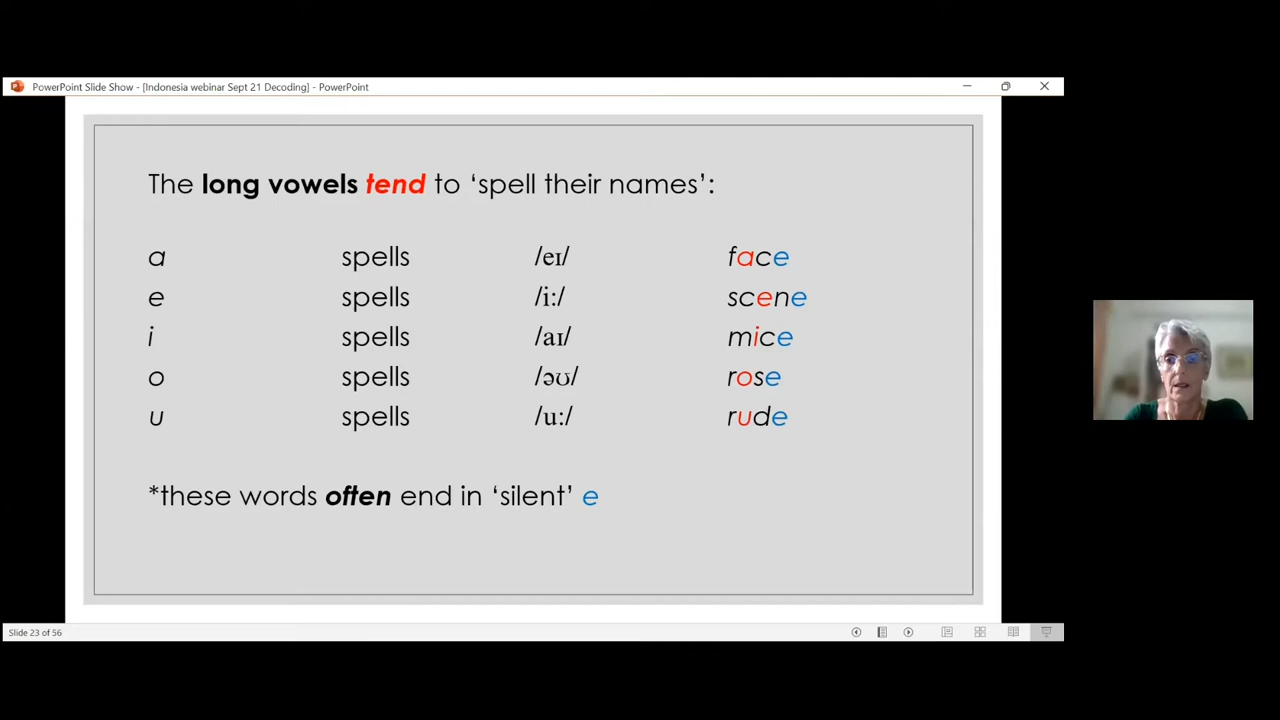 PowerPoint Slide Show - [Indonesia webinar Sept 21 Decoding] - PowerPoint
The long vowels tend to ‘spell their names’:
a spells /eɪ/ face
e spells /i:/ scene
i spells /aɪ/ mice
o spells /əʊ/ rose
u spells /u:/ rude
*these words often end in ‘silent’ e
Slide 23 of 56